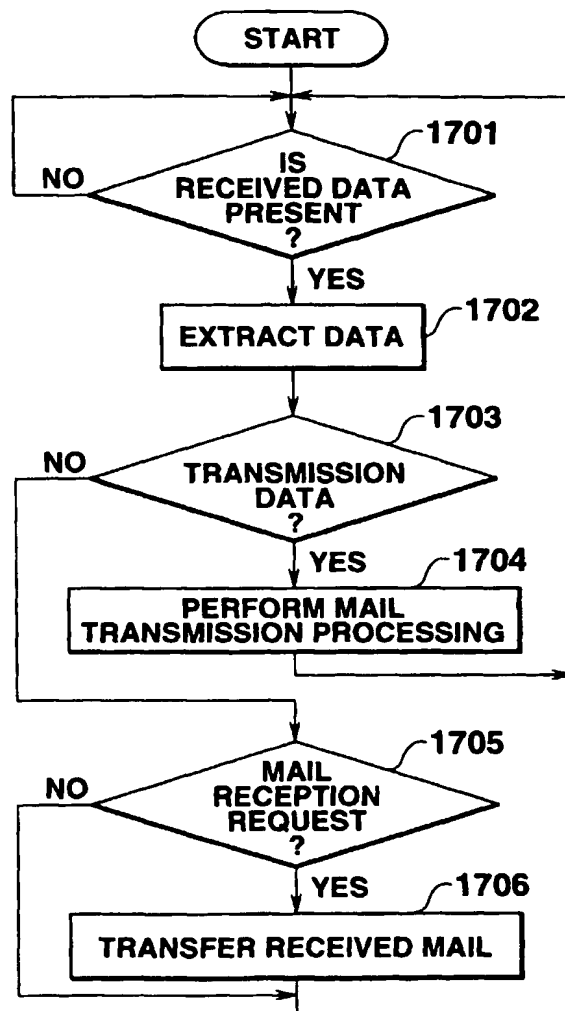 START
1701
IS
RECEIVED DATA
PRESENT
?
NO
YES
EXTRACT DATA
1702
1703
NO
TRANSMISSION
DATA
?
YES
1704
PERFORM MAIL
TRANSMISSION PROCESSING
1705
NO
MAIL
RECEPTION
REQUEST
?
YES
1706
TRANSFER RECEIVED MAIL